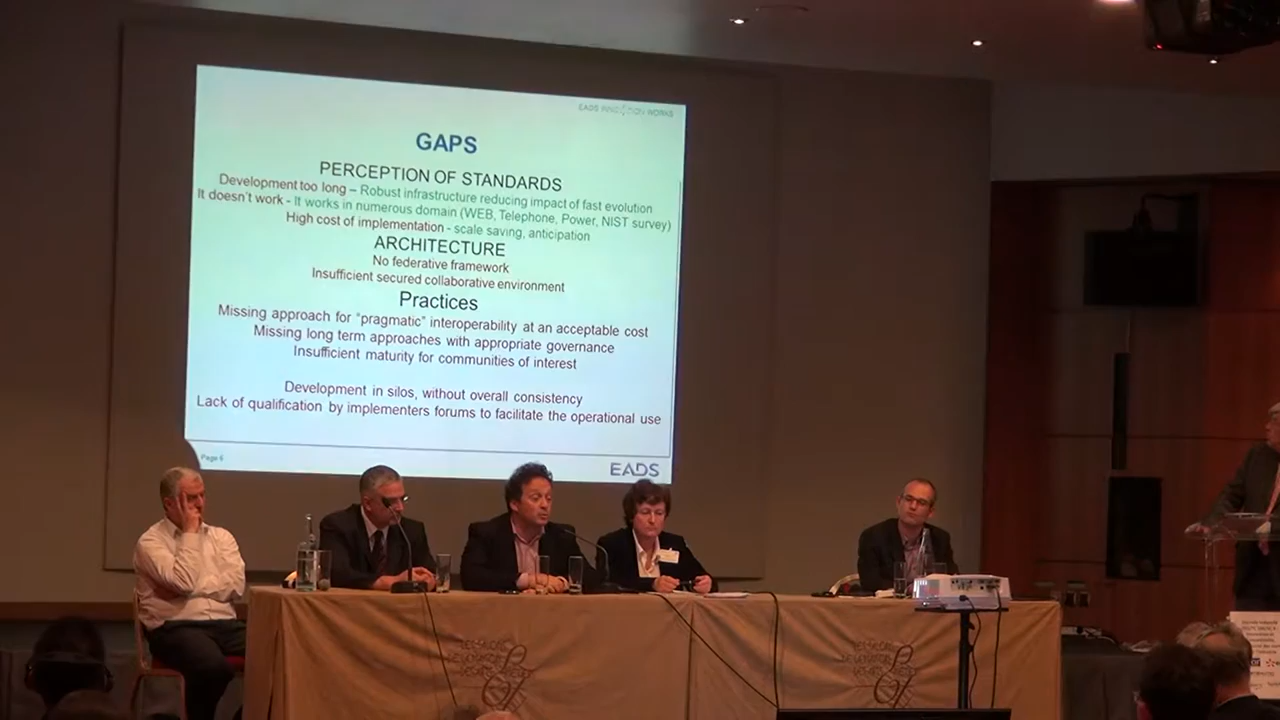 EADS INNOVATION WORKS
GAPS
PERCEPTION OF STANDARDS
Development too long – Robust infrastructure reducing impact of fast evolution
It doesn't work - It works in numerous domain (WEB, Telephone, Power, NIST survey)
High cost of implementation - scale saving, anticipation
ARCHITECTURE
No federative framework
Insufficient secured collaborative environment
Practices
Missing approach for "pragmatic" interoperability at an acceptable cost
Missing long term approaches with appropriate governance
Insufficient maturity for communities of interest
Development in silos, without overall consistency
Lack of qualification by implementers forums to facilitate the operational use
Page 6
EADS